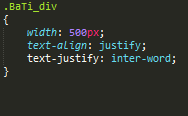 .BaTi_div
{
    width: 500px;
    text-align: justify;
    text-justify: inter-word;
}